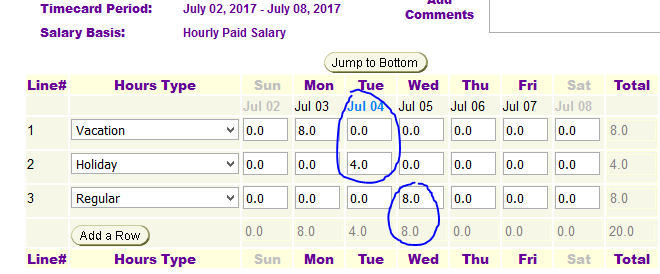 Add
Timecard Period: July 02, 2017 - July 08, 2017
Comments
Salary Basis: Hourly Paid Salary
Jump to Bottom
Line# Hours Type Sun Mon Tue Wed Thu Fri Sat Total
Jul 02 Jul 03 Jul 04 Jul 05 Jul 06 Jul 07 Jul 08
1 Vacation 0.0 8.0 0.0 0.0 0.0 0.0 0.0 8.0
2 Holiday 0.0 0.0 4.0 0.0 0.0 0.0 0.0 4.0
3 Regular 0.0 0.0 0.0 8.0 0.0 0.0 0.0 8.0
Add a Row 0.0 8.0 4.0 8.0 0.0 0.0 0.0 20.0
Line# Hours Type Sun Mon Tue Wed Thu Fri Sat Total